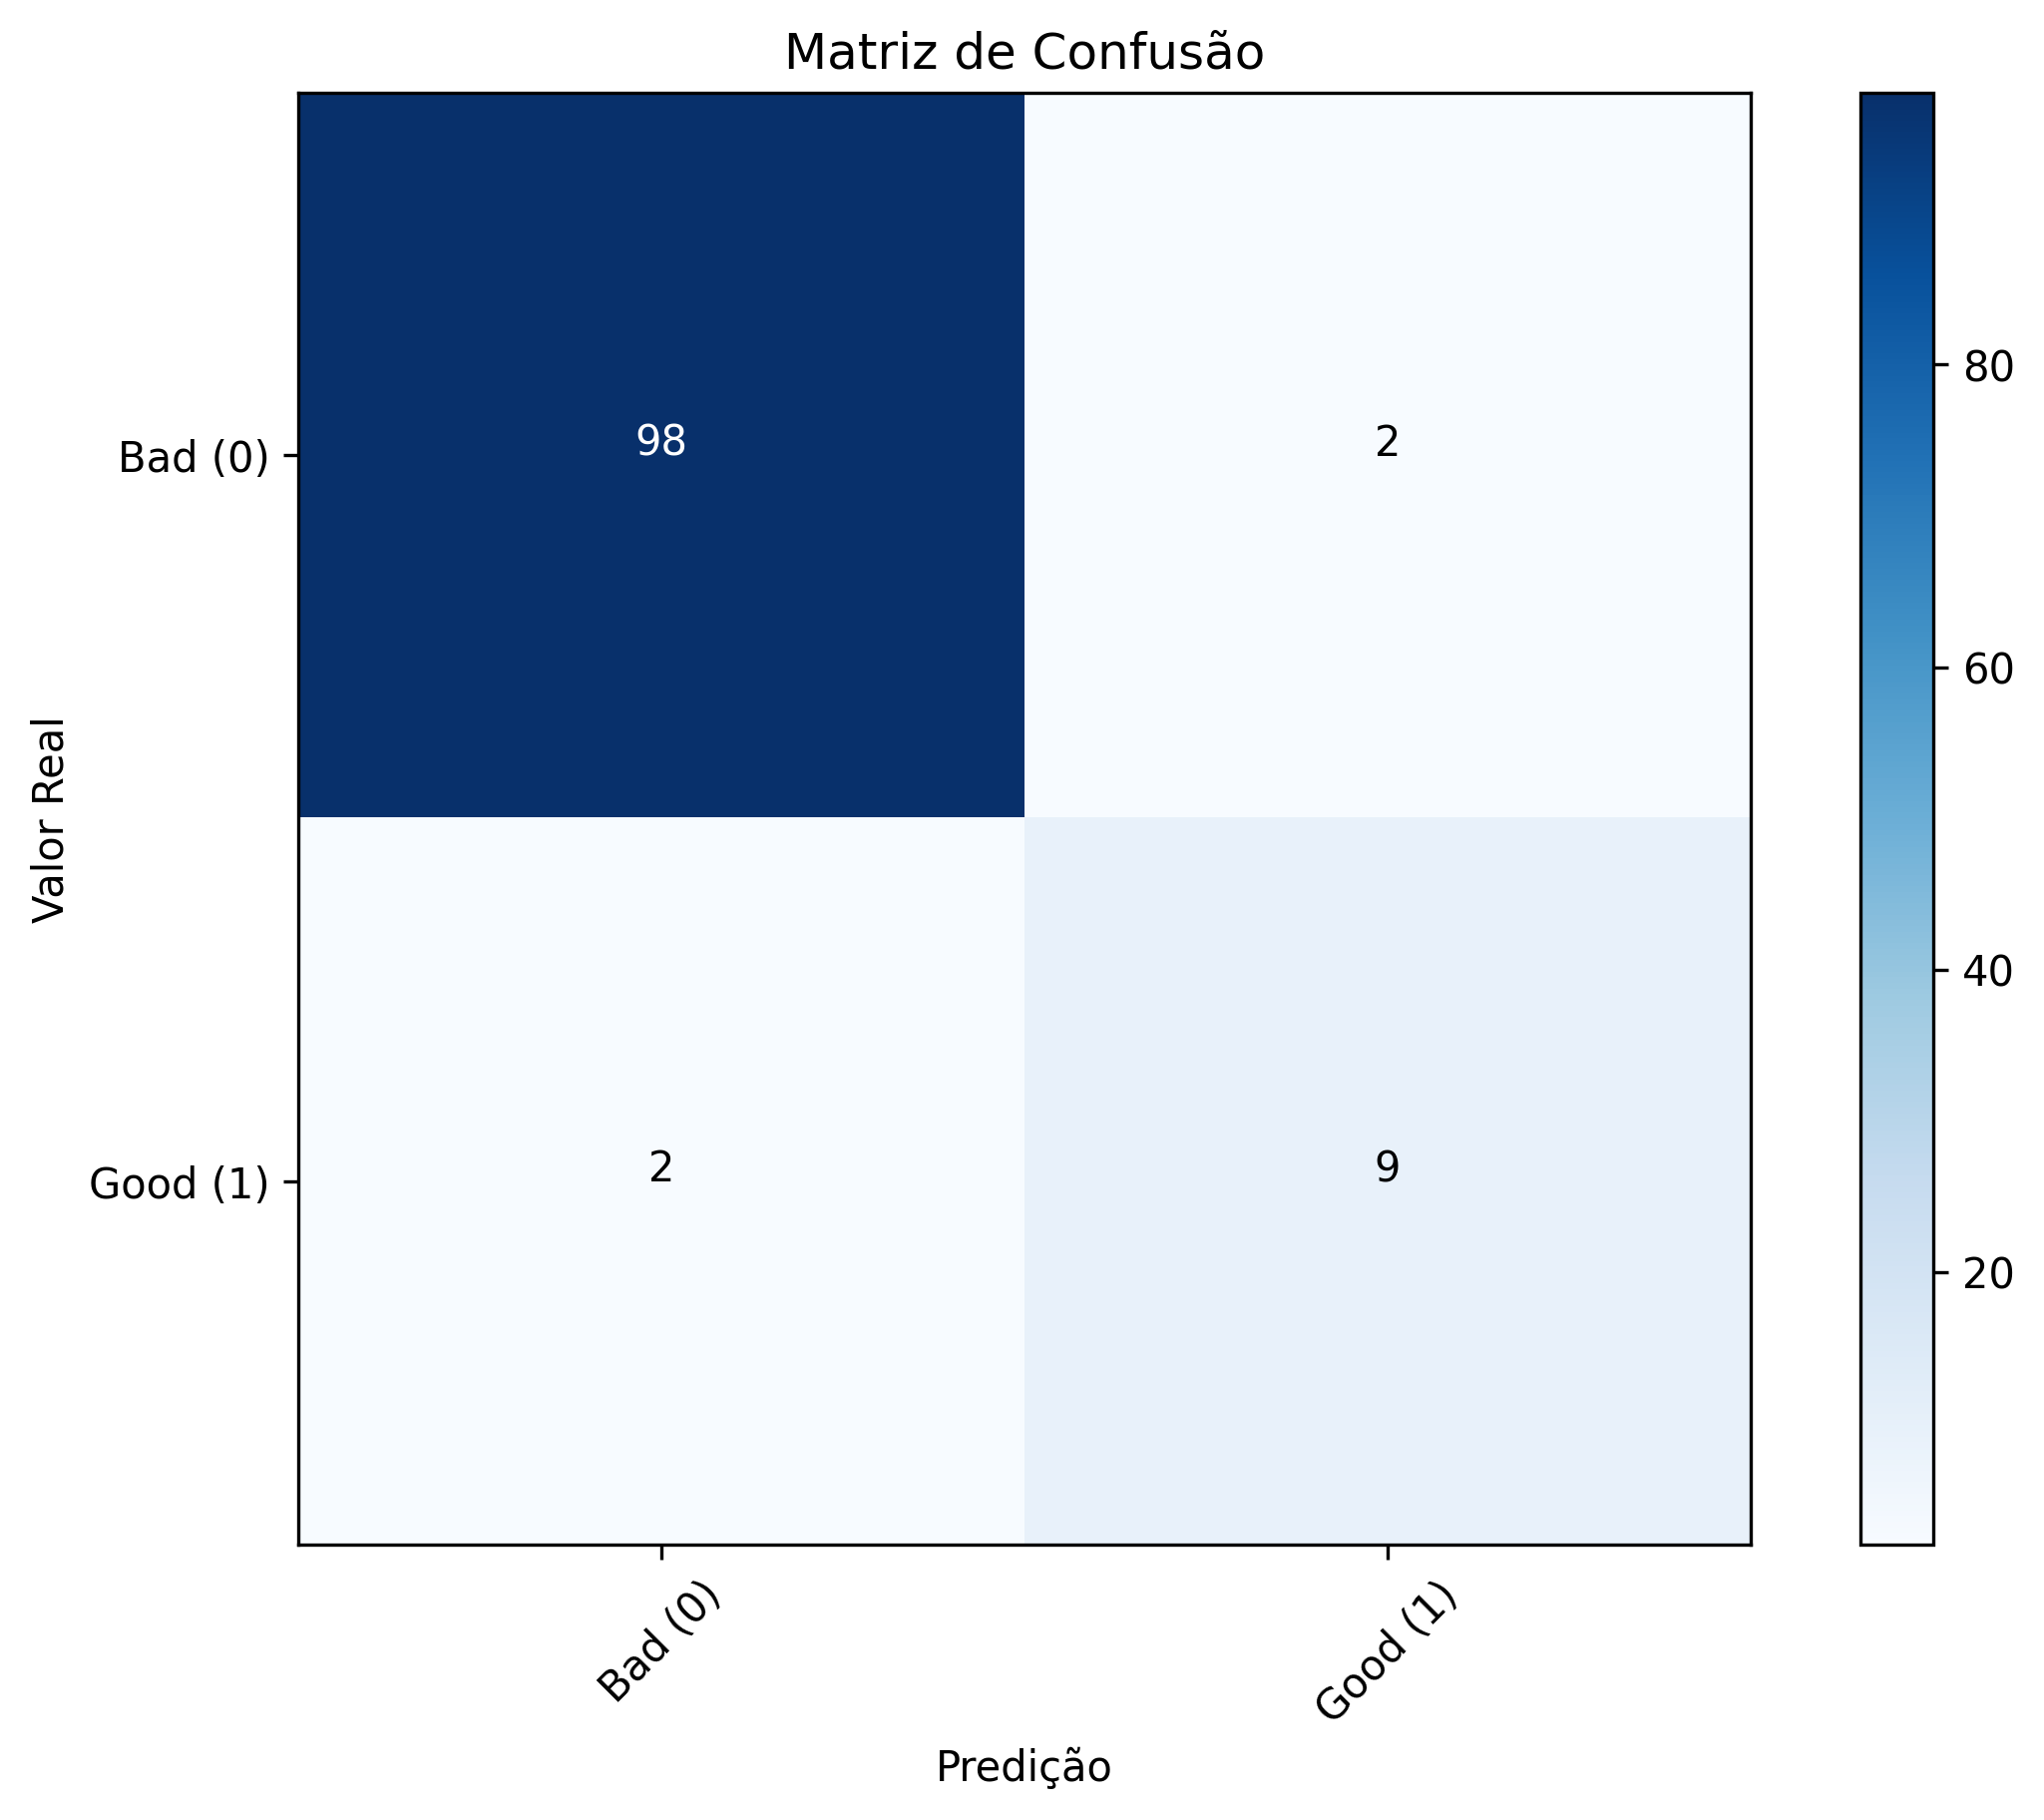 Matriz de Confusão
Valor Real
Bad (0)
98
2
Good (1)
2
9
Bad (0)
Good (1)
Predição
80
60
40
20